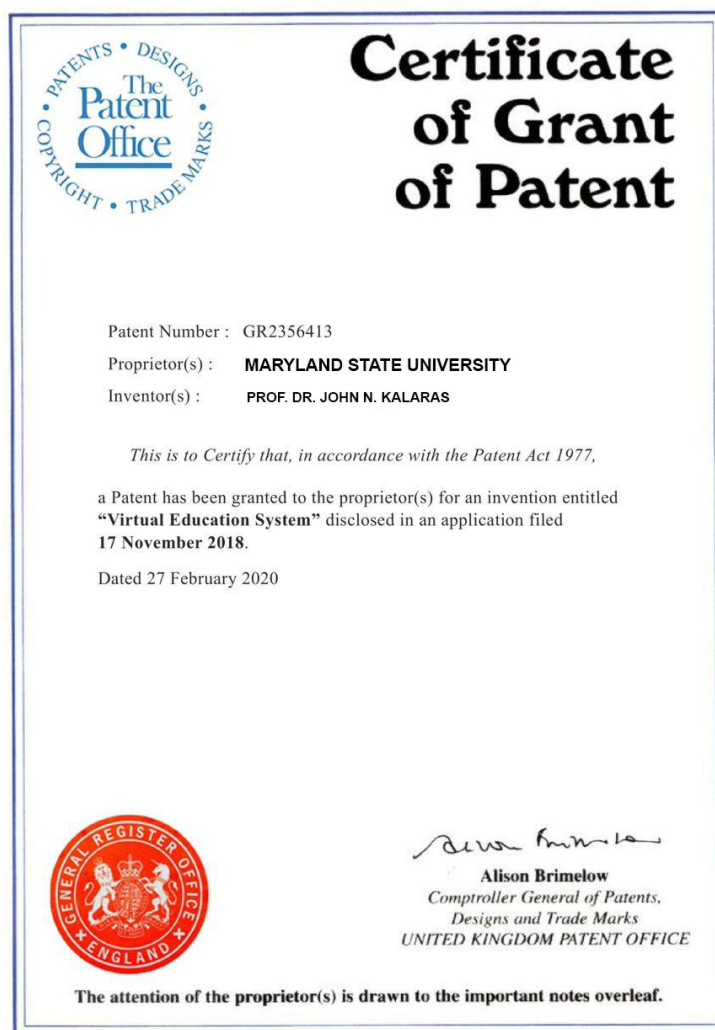 PATENTS • DESIGNS • TRADE MARKS • COPYRIGHT •
The
Patent
Office
Certificate
of Grant
of Patent
Patent Number : GR2356413
Proprietor(s) : MARYLAND STATE UNIVERSITY
Inventor(s) : PROF. DR. JOHN N. KALARAS
This is to Certify that, in accordance with the Patent Act 1977,
a Patent has been granted to the proprietor(s) for an invention entitled
“Virtual Education System” disclosed in an application filed
17 November 2018.
Dated 27 February 2020
GENERAL REGISTER OFFICE
ENGLAND
Alison Brimelow
Comptroller General of Patents,
Designs and Trade Marks
UNITED KINGDOM PATENT OFFICE
The attention of the proprietor(s) is drawn to the important notes overleaf.